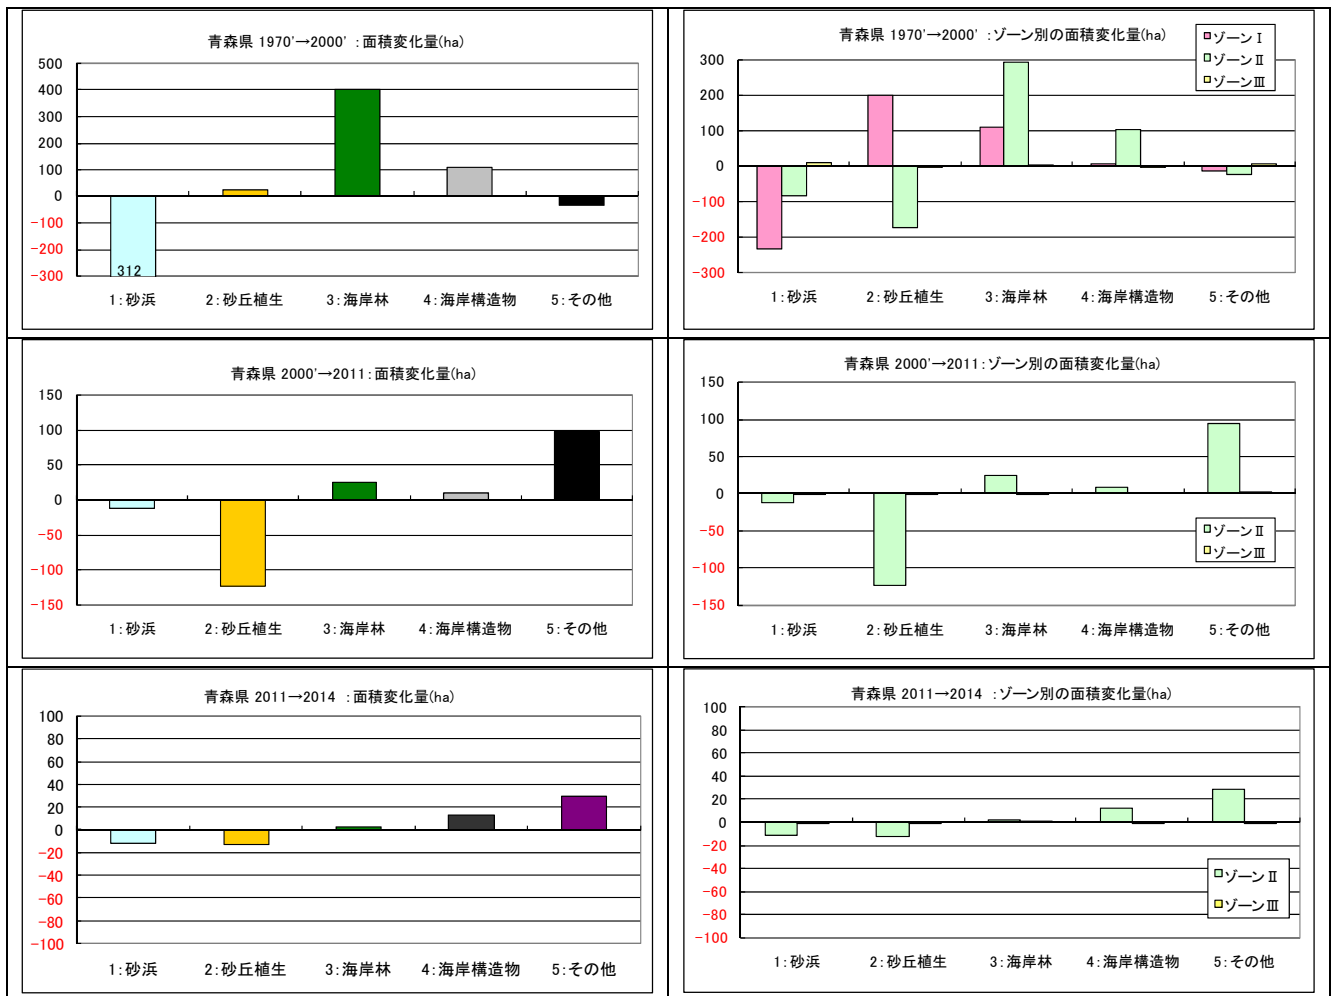 青森県 1970'→2000' :面積変化量(ha)
500
400
300
200
100
0
-100
-200
-300
312
1:砂浜 2:砂丘植生 3:海岸林 4:海岸構造物 5:その他
青森県 1970'→2000' :ゾーン別の面積変化量(ha)
ゾーンⅠ
ゾーンⅡ
ゾーンⅢ
300
200
100
0
-100
-200
-300
1:砂浜 2:砂丘植生 3:海岸林 4:海岸構造物 5:その他
青森県 2000'→2011:面積変化量(ha)
150
100
50
0
-50
-100
-150
1:砂浜 2:砂丘植生 3:海岸林 4:海岸構造物 5:その他
青森県 2000'→2011:ゾーン別の面積変化量(ha)
150
100
50
0
-50
-100
-150
ゾーンⅡ
ゾーンⅢ
1:砂浜 2:砂丘植生 3:海岸林 4:海岸構造物 5:その他
青森県 2011→2014 :面積変化量(ha)
100
80
60
40
20
0
-20
-40
-60
-80
-100
1:砂浜 2:砂丘植生 3:海岸林 4:海岸構造物 5:その他
青森県 2011→2014 :ゾーン別の面積変化量(ha)
100
80
60
40
20
0
-20
-40
-60
-80
-100
ゾーンⅡ
ゾーンⅢ
1:砂浜 2:砂丘植生 3:海岸林 4:海岸構造物 5:その他